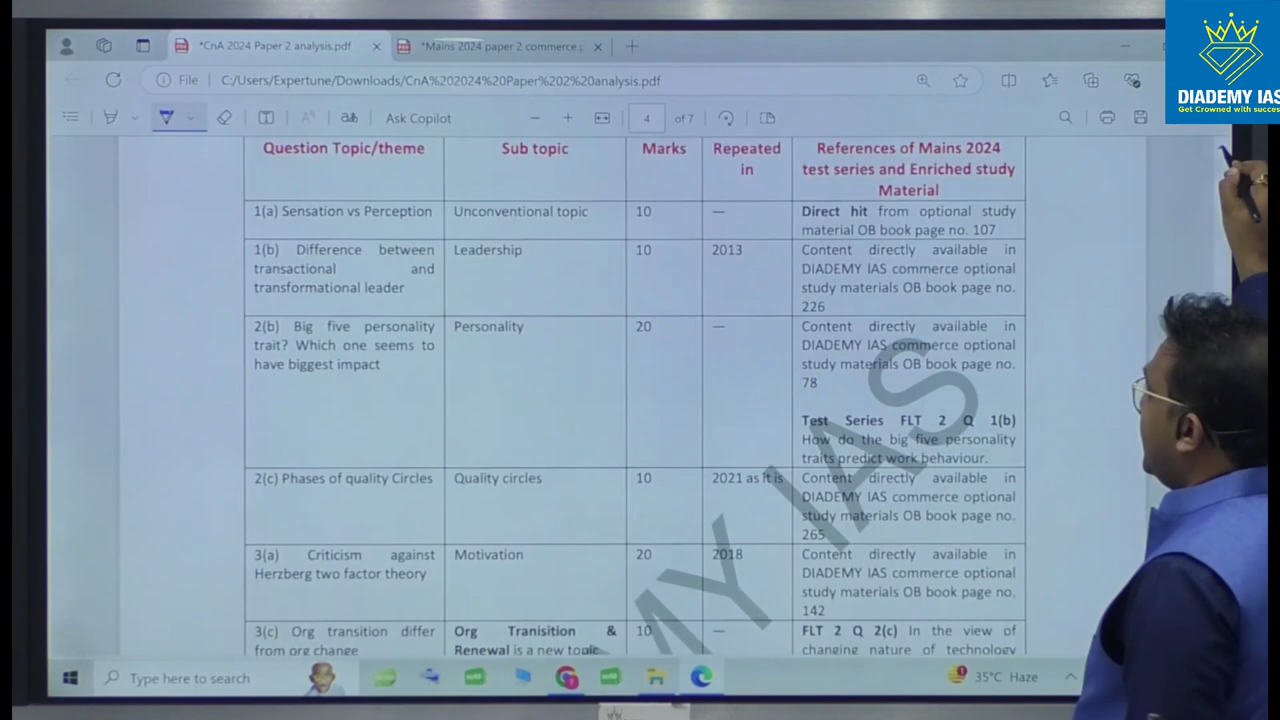 *CnA 2024 Paper 2 analysis.pdf
*Mains 2024 paper 2 commerce.p
DIADEMY IAS
Get Crowned with success
File
C:/Users/Expertune/Downloads/CnA%202024%20Paper%202%20analysis.pdf
Ask Copilot
4
of 7
Question Topic/theme
Sub topic
Marks
Repeated
in
References of Mains 2024
test series and Enriched study
Material
1(a) Sensation vs Perception
Unconventional topic
10
—
Direct hit from optional study
material OB book page no. 107
1(b) Difference between
transactional and
transformational leader
Leadership
10
2013
Content directly available in
DIADEMY IAS commerce optional
study materials OB book page no.
226
2(b) Big five personality
trait? Which one seems to
have biggest impact
Personality
20
—
Content directly available in
DIADEMY IAS commerce optional
study materials OB book page no.
78
Test Series FLT 2 Q 1(b)
How do the big five personality
traits predict work behaviour.
2(c) Phases of quality Circles
Quality circles
10
2021 as it is
Content directly available in
DIADEMY IAS commerce optional
study materials OB book page no.
265
3(a) Criticism against
Herzberg two factor theory
Motivation
20
2018
Content directly available in
DIADEMY IAS commerce optional
study materials OB book page no.
142
3(c) Org transition differ
from org change
Org Tranisition &
Renewal is a new topic
10
—
FLT 2 Q 2(c) In the view of
changing nature of technology
MY IAS
Type here to search
35°C Haze